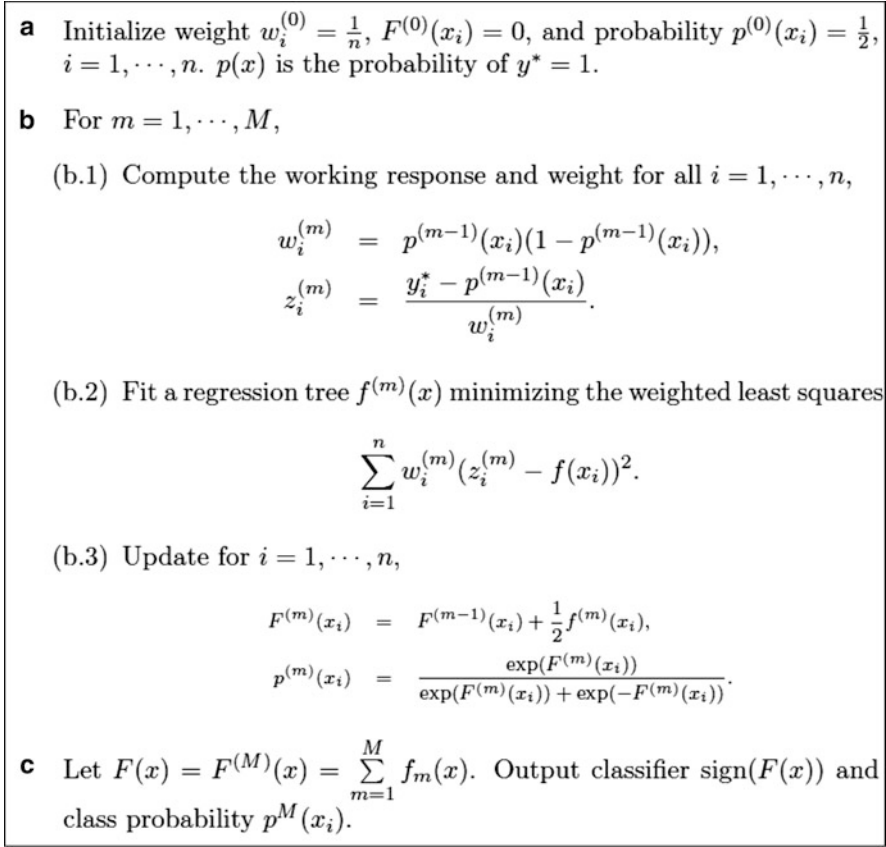 a Initialize weight $w_i^{(0)} = \frac{1}{n}$, $F^{(0)}(x_i) = 0$, and probability $p^{(0)}(x_i) = \frac{1}{2}$,
$i = 1, \cdots, n$. $p(x)$ is the probability of $y^* = 1$.
b For $m = 1, \cdots, M$,
(b.1) Compute the working response and weight for all $i = 1, \cdots, n$,
$w_i^{(m)} = p^{(m-1)}(x_i)(1 - p^{(m-1)}(x_i)),$
$z_i^{(m)} = \frac{y_i^* - p^{(m-1)}(x_i)}{w_i^{(m)}}.$
(b.2) Fit a regression tree $f^{(m)}(x)$ minimizing the weighted least squares
$\sum_{i=1}^{n} w_i^{(m)}(z_i^{(m)} - f(x_i))^2.$
(b.3) Update for $i = 1, \cdots, n$,
$F^{(m)}(x_i) = F^{(m-1)}(x_i) + \frac{1}{2}f^{(m)}(x_i),$
$p^{(m)}(x_i) = \frac{\exp(F^{(m)}(x_i))}{\exp(F^{(m)}(x_i)) + \exp(-F^{(m)}(x_i))}.$
c Let $F(x) = F^{(M)}(x) = \sum_{m=1}^{M} f_m(x)$. Output classifier sign$(F(x))$ and
class probability $p^M(x_i)$.